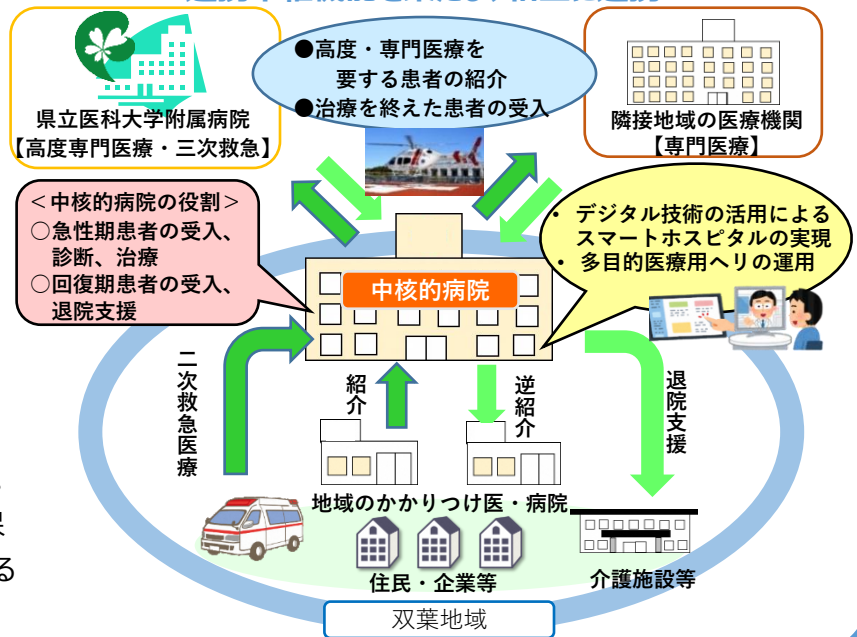 ●高度・専門医療を
要する患者の紹介
●治療を終えた患者の受入
県立医科大学附属病院
【高度専門医療・三次救急】
隣接地域の医療機関
【専門医療】
＜中核的病院の役割＞
○急性期患者の受入、
診断、治療
○回復期患者の受入、
退院支援
・ デジタル技術の活用による
スマートホスピタルの実現
・ 多目的医療用ヘリの運用
中核的病院
二次救急医療
紹介
逆紹介
退院支援
地域のかかりつけ医・病院
住民・企業等
介護施設等
る
双葉地域